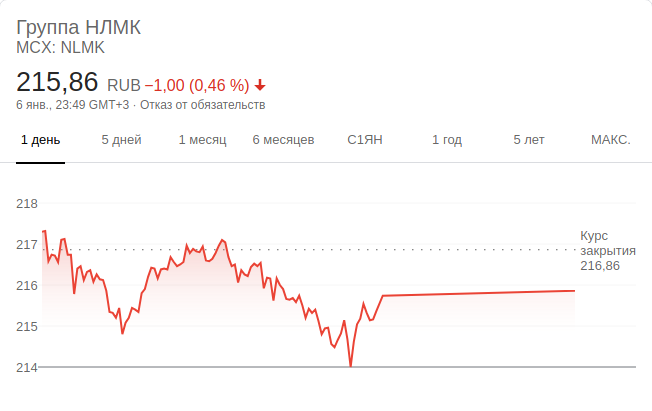 Группа НЛМК
MCX: NLMK
215,86 RUB −1,00 (0,46 %)
6 янв., 23:49 GMT+3 · Отказ от обязательств
1 день 5 дней 1 месяц 6 месяцев С1ЯН 1 год 5 лет МАКС.
218
217
216
215
214
Курс
закрытия
216,86